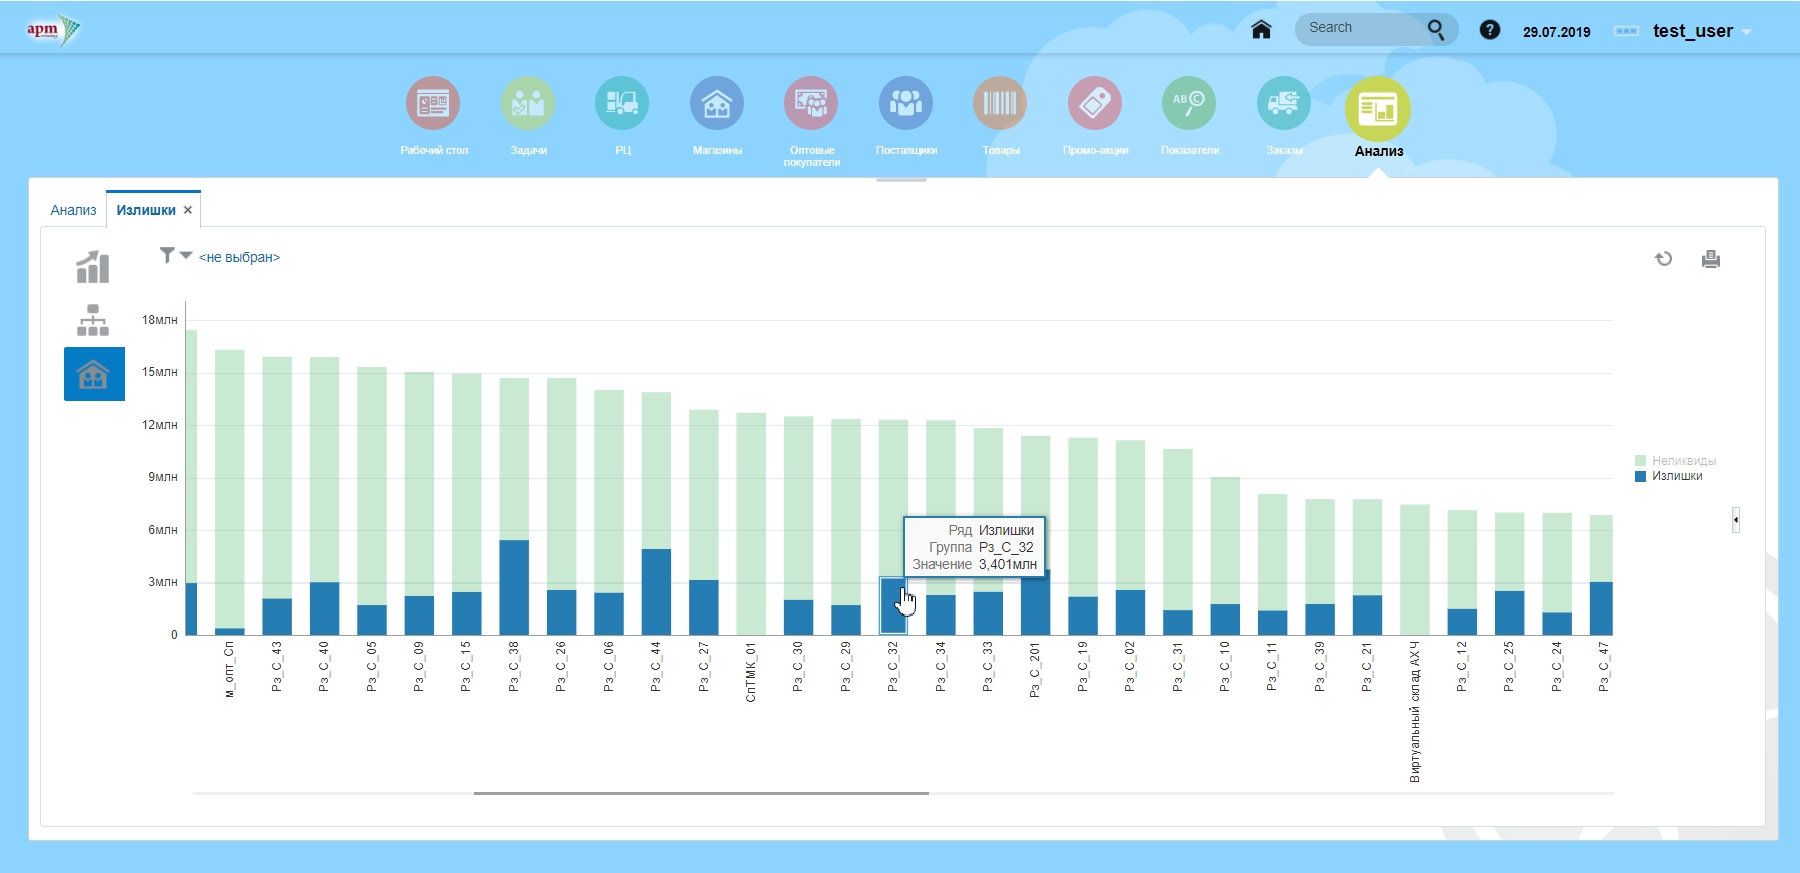 apm
technology
Search
?
29.07.2019
test_user
Рабочий стол
Задачи
РЦ
Магазины
Оптовые
покупатели
Поставщики
Товары
Промо-акции
ABC
Показатели
Заказы
Анализ
Анализ
Излишки ×
<не выбран>
18млн
15млн
12млн
9млн
6млн
3млн
0
Ряд Излишки
Группа Рз_С_32
Значение 3,401млн
Неликвиды
Излишки
м_опт_Сп
Рз_С_43
Рз_С_40
Рз_С_05
Рз_С_09
Рз_С_15
Рз_С_38
Рз_С_26
Рз_С_06
Рз_С_44
Рз_С_27
СпТМК_01
Рз_С_30
Рз_С_29
Рз_С_32
Рз_С_34
Рз_С_33
Рз_С_201
Рз_С_19
Рз_С_02
Рз_С_31
Рз_С_10
Рз_С_11
Рз_С_39
Рз_С_21
Виртуальный склад АХЧ
Рз_С_12
Рз_С_25
Рз_С_24
Рз_С_47